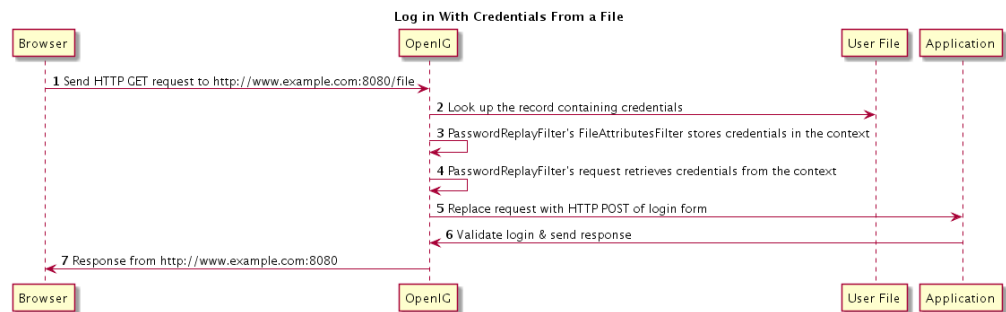 Log in With Credentials From a File
Browser OpenIG User File Application
1 Send HTTP GET request to http://www.example.com:8080/file
2 Look up the record containing credentials
3 PasswordReplayFilter's FileAttributesFilter stores credentials in the context
4 PasswordReplayFilter's request retrieves credentials from the context
5 Replace request with HTTP POST of login form
6 Validate login & send response
7 Response from http://www.example.com:8080
Browser OpenIG User File Application